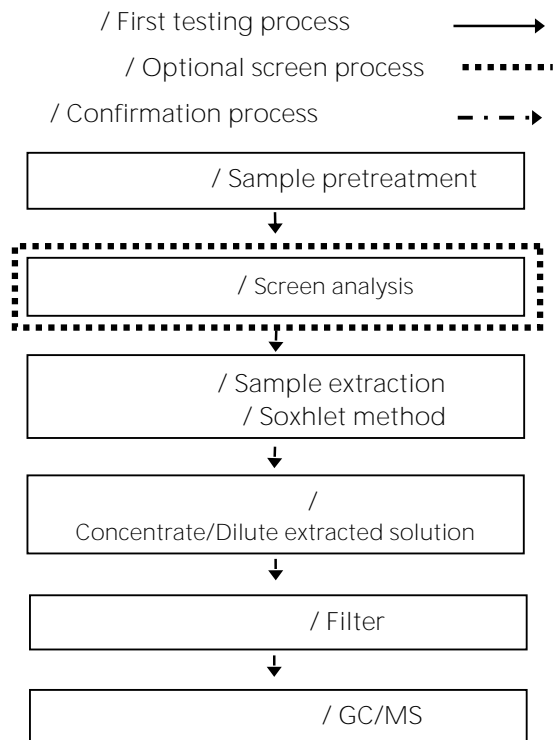 / First testing process
/ Optional screen process
/ Confirmation process
/ Sample pretreatment
/ Screen analysis
/ Sample extraction
/ Soxhlet method
/
Concentrate/Dilute extracted solution
/ Filter
/ GC/MS